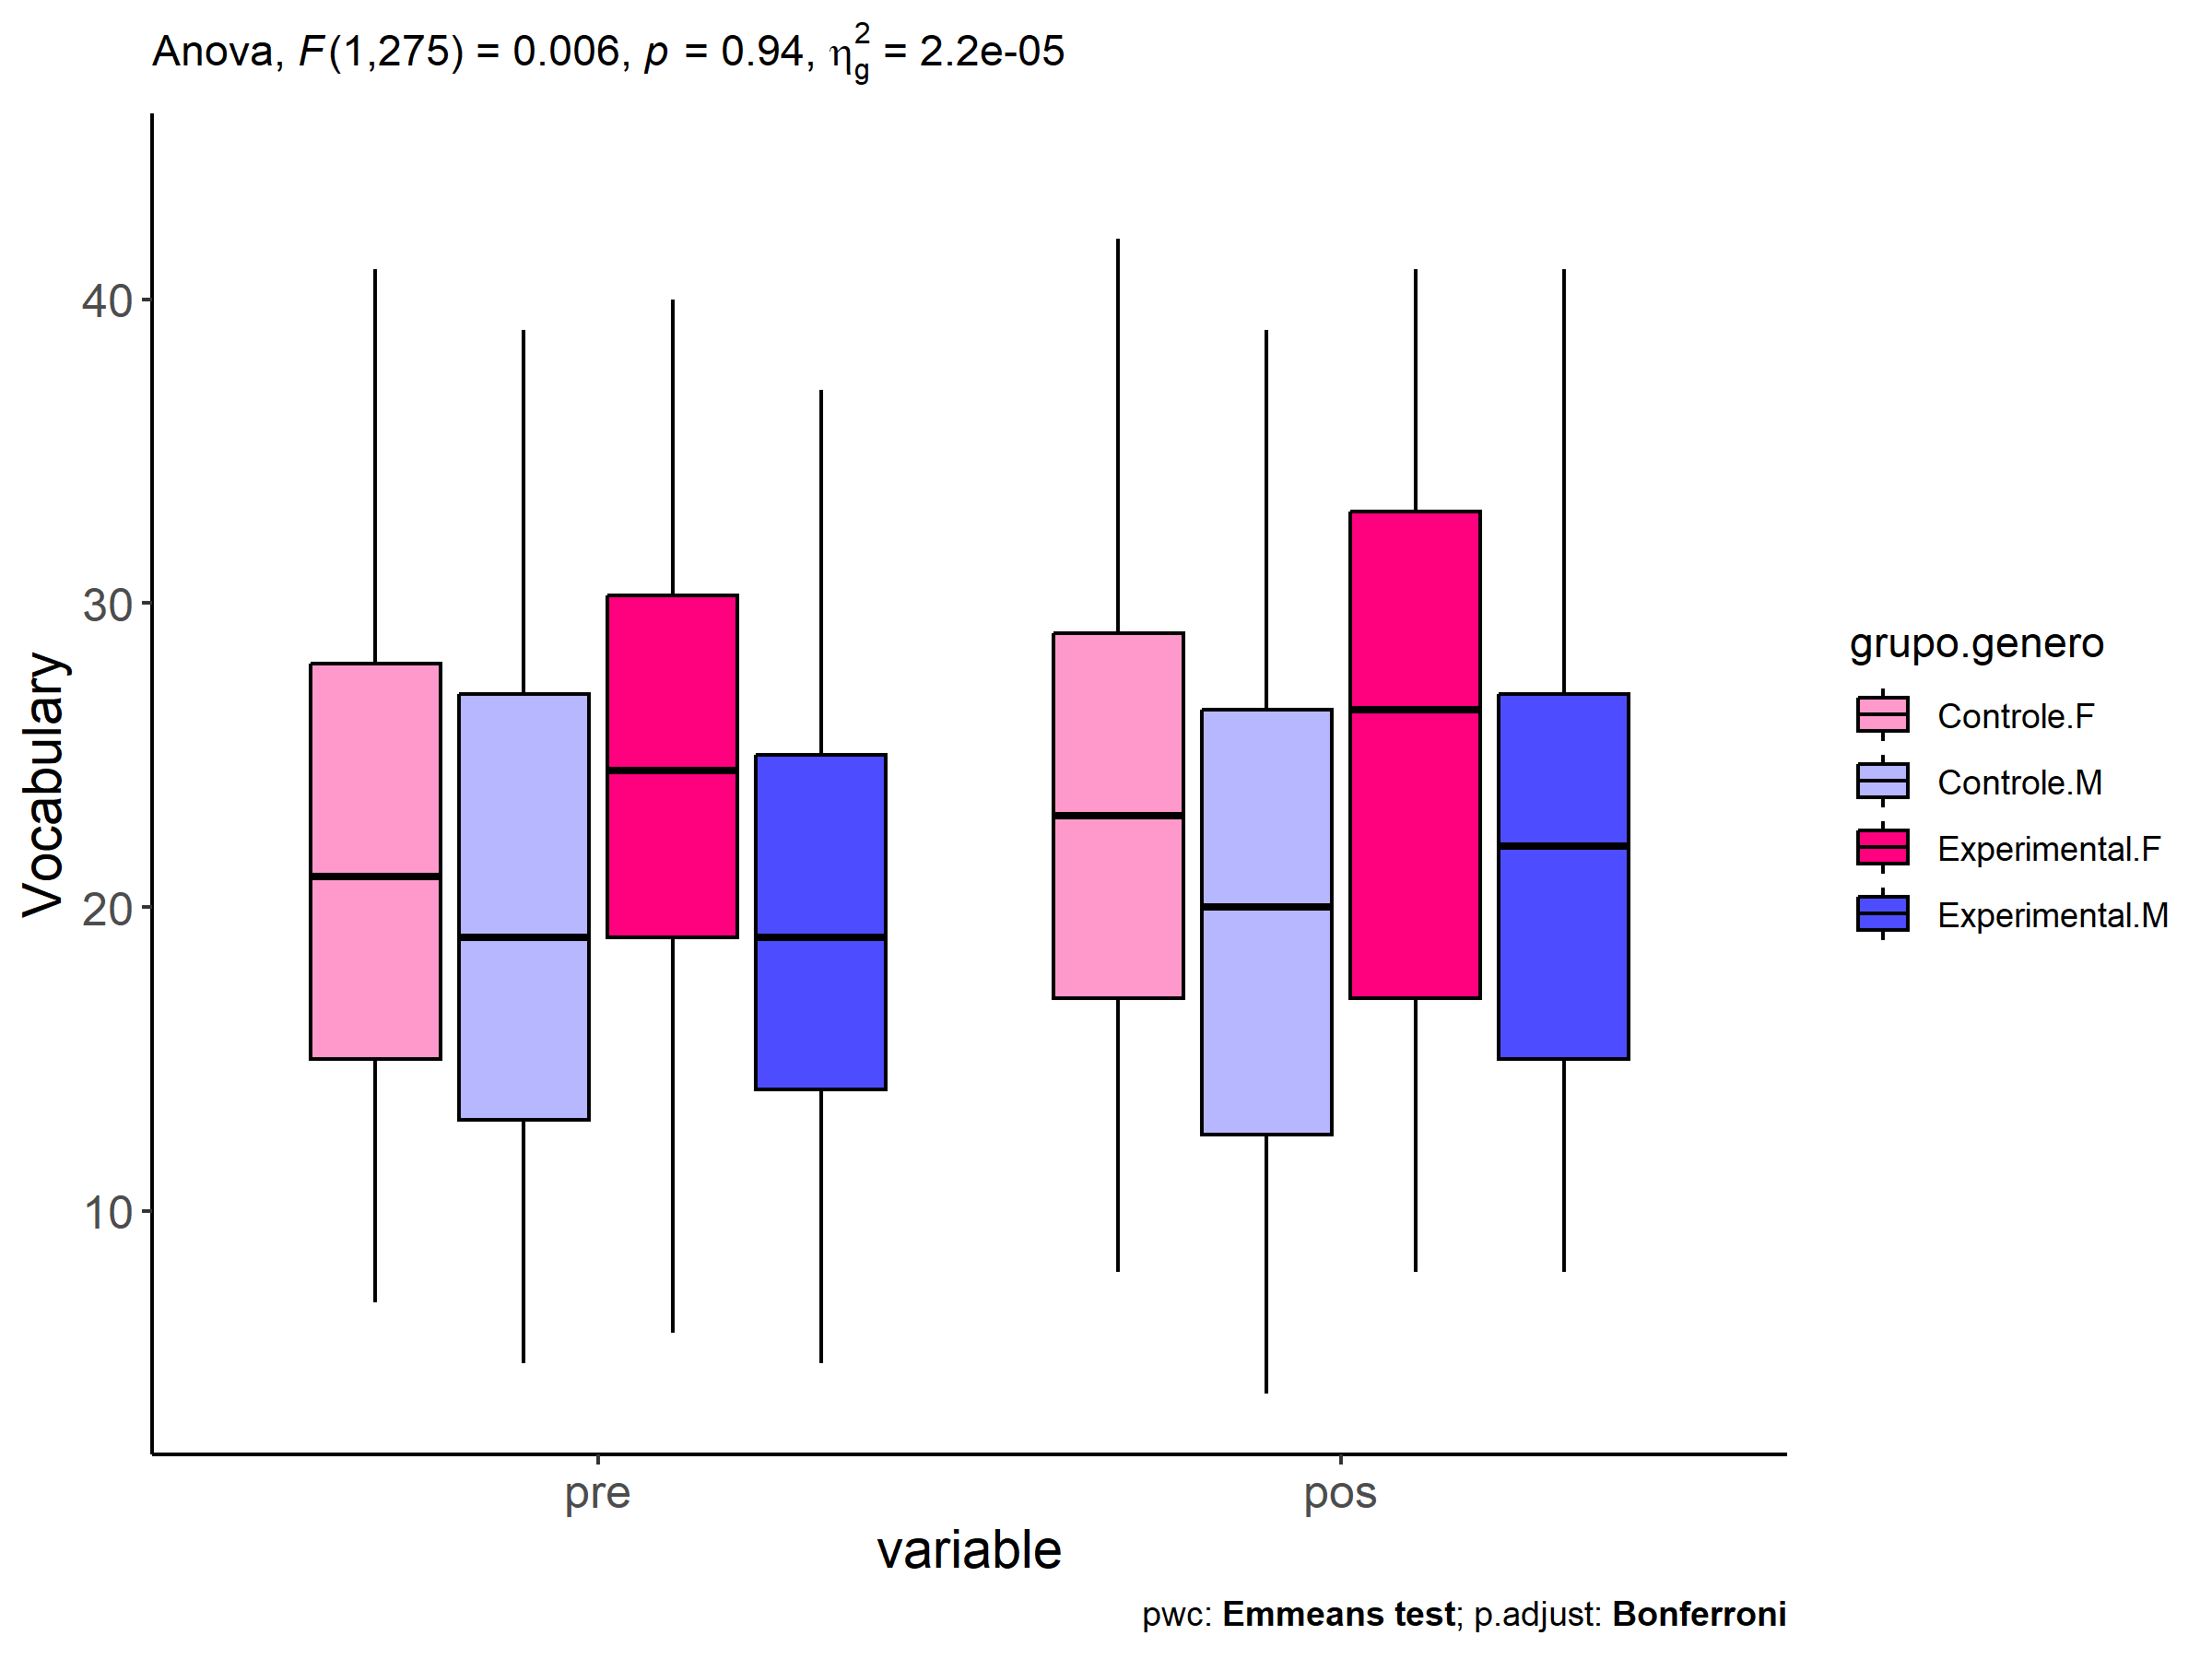 Anova, F(1,275) = 0.006, p = 0.94, η²g = 2.2e-05
Vocabulary
40
30
20
10
pre pos
variable
grupo.genero
Controle.F
Controle.M
Experimental.F
Experimental.M
pwc: Emmeans test; p.adjust: Bonferroni